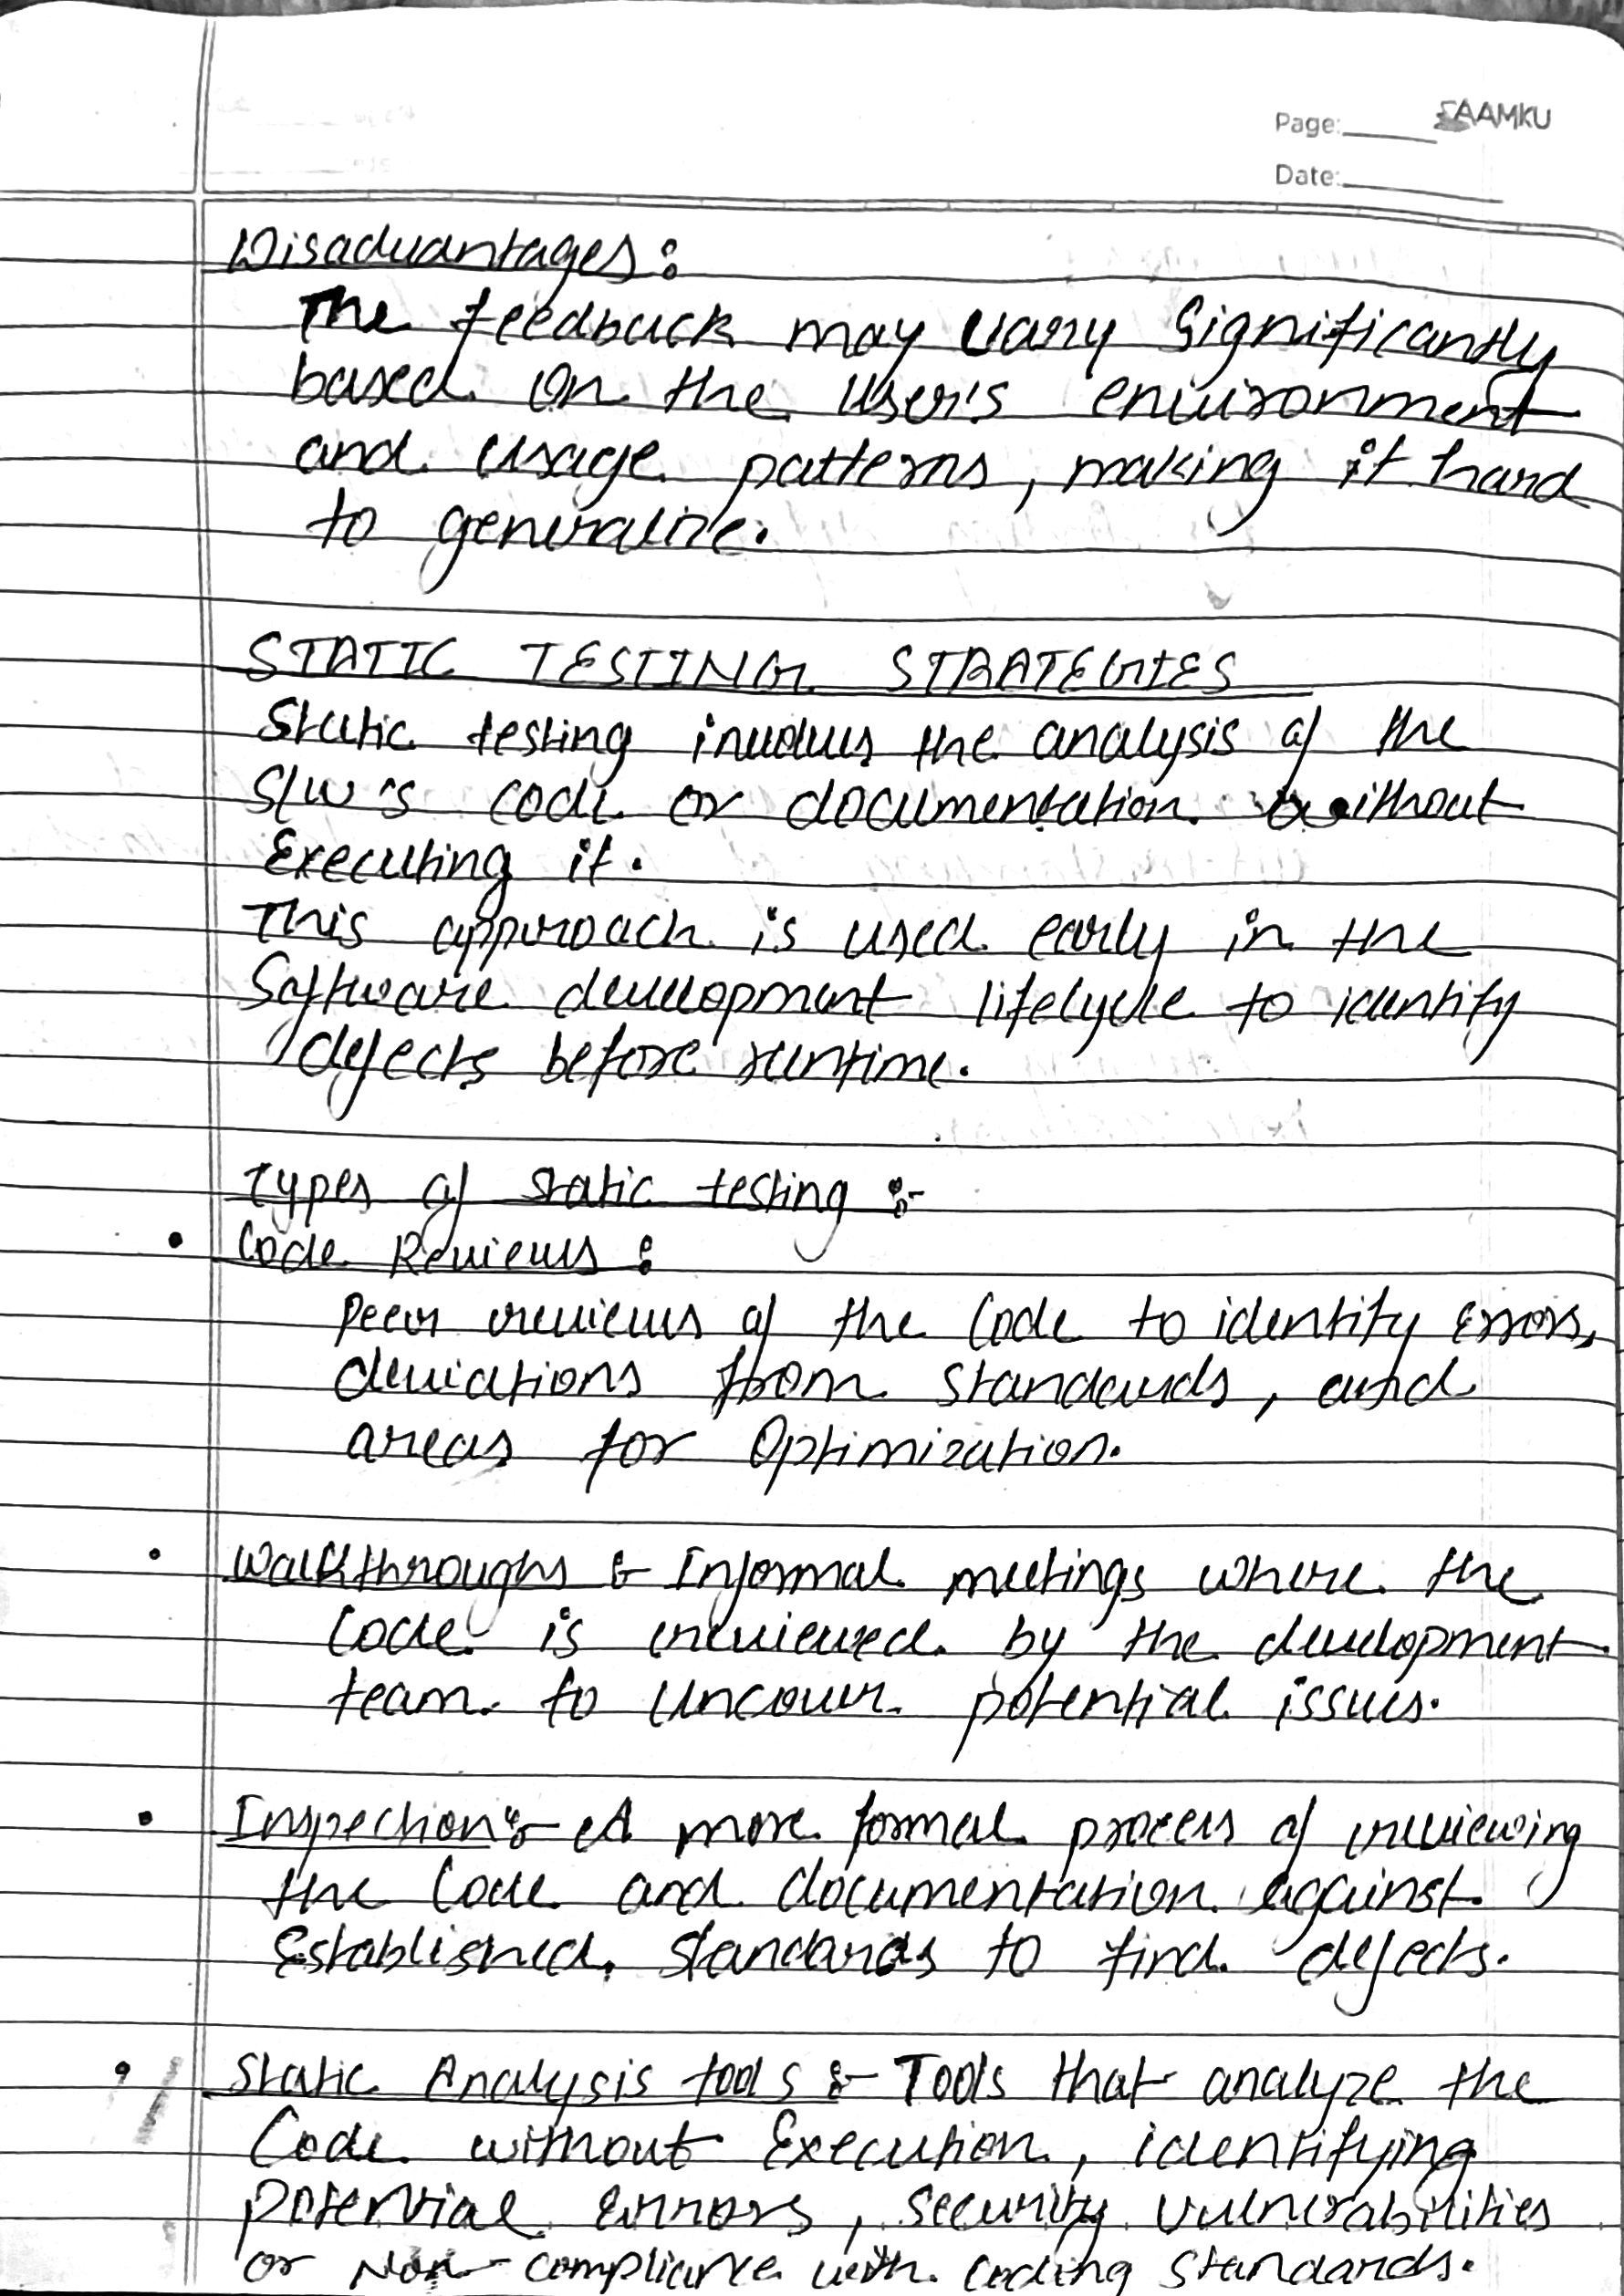 Page: SAAMKU
Date:
Disadvantages:
The feedback may vary significantly
based on the user's environment
and usage patterns, making it hard
to generalize.
STATIC TESTING STRATEGIES
Static testing involves the analysis of the
S/W's code or documentation without
Executing it.
This approach is used early in the
Software development lifelycle to identify
defects before runtime.
Types of static testing :-
• Code Reviews :
Peer reviews of the Code to identify Errors,
deviations from standards, and
areas for Optimization.
• Walkthroughs :- Informal meetings where the
Code is reviewed by the development
team to Uncover potential issues.
• Inspection :- A more formal process of reviewing
the Code and documentation against
Established standards to find defects.
• Static Analysis tools :- Tools that analyze the
Code without Execution, identifying
Potential errors, security vulnerabilities
or Non-compliance with coding standards.